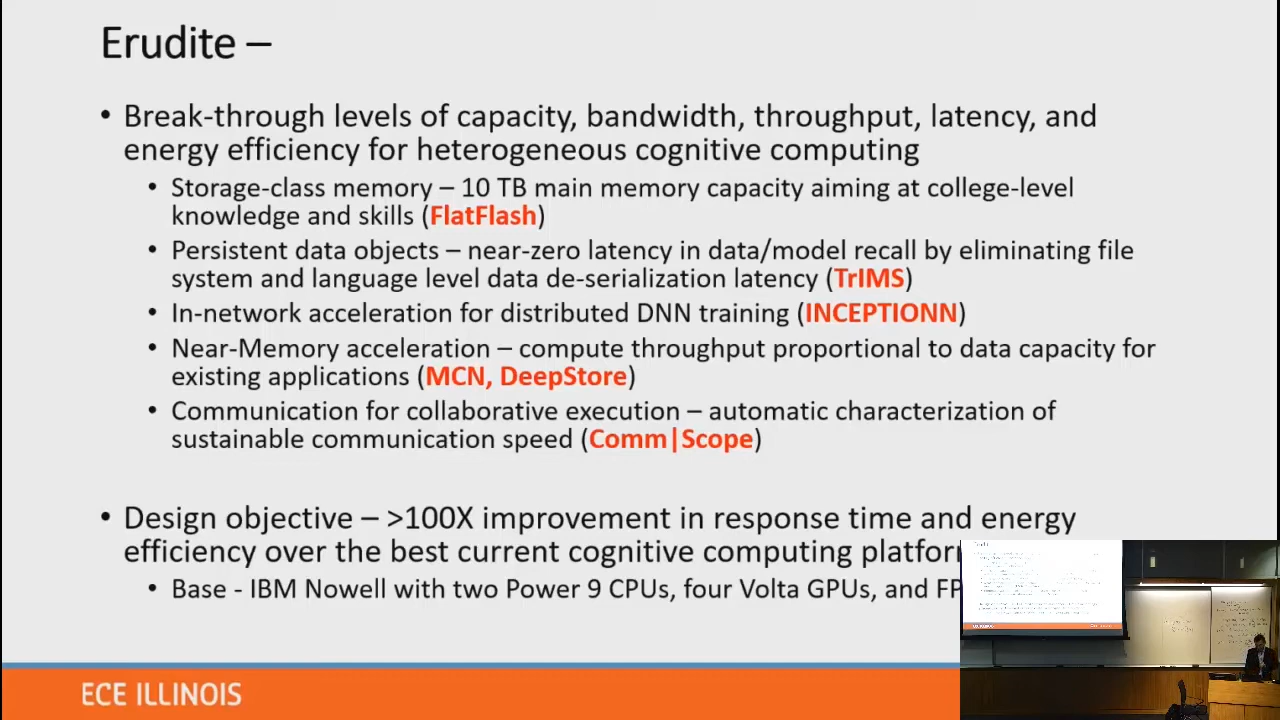 Erudite –
• Break-through levels of capacity, bandwidth, throughput, latency, and
energy efficiency for heterogeneous cognitive computing
• Storage-class memory – 10 TB main memory capacity aiming at college-level
knowledge and skills (FlatFlash)
• Persistent data objects – near-zero latency in data/model recall by eliminating file
system and language level data de-serialization latency (TrIMS)
• In-network acceleration for distributed DNN training (INCEPTIONN)
• Near-Memory acceleration – compute throughput proportional to data capacity for
existing applications (MCN, DeepStore)
• Communication for collaborative execution – automatic characterization of
sustainable communication speed (Comm|Scope)
• Design objective – >100X improvement in response time and energy
efficiency over the best current cognitive computing platfor
• Base - IBM Nowell with two Power 9 CPUs, four Volta GPUs, and FP
ECE ILLINOIS